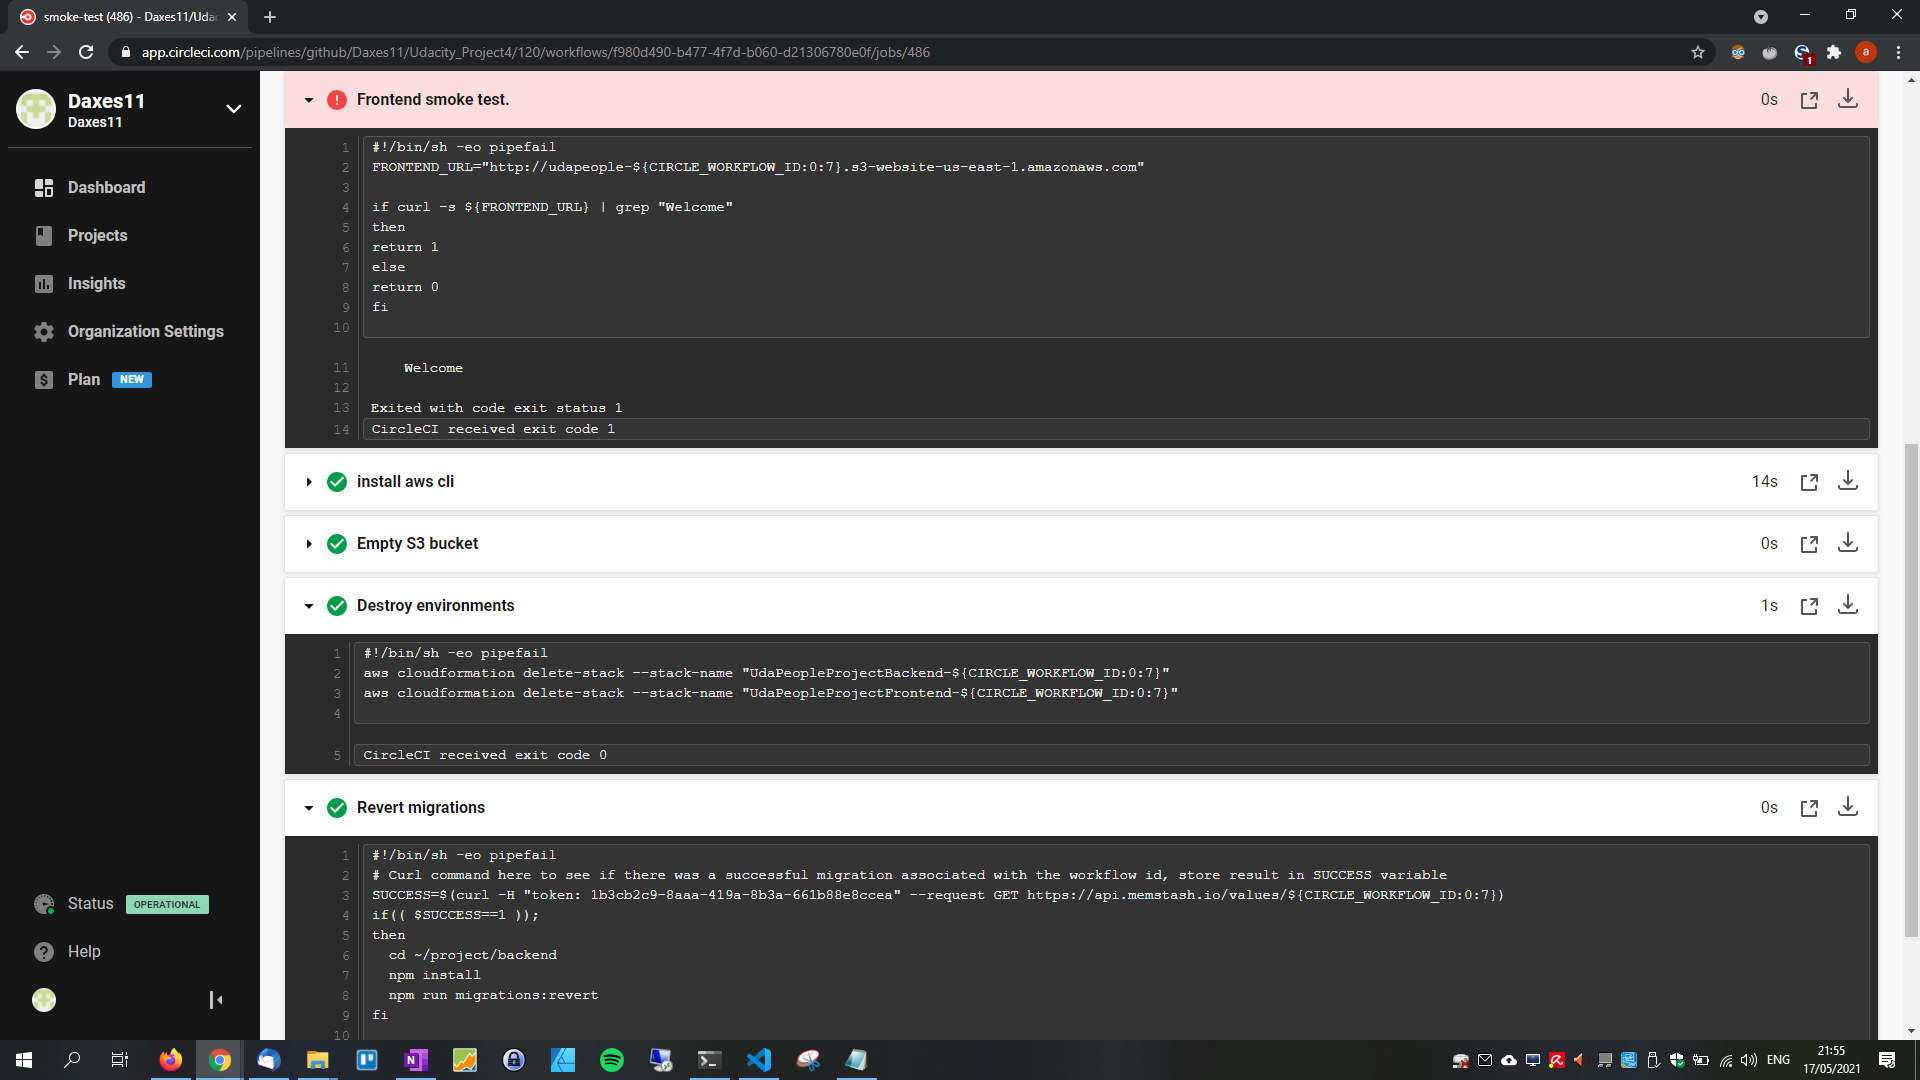 smoke-test (486) - Daxes11/Uda
app.circleci.com/pipelines/github/Daxes11/Udacity_Project4/120/workflows/f980d490-b477-4f7d-b060-d21306780e0f/jobs/486
a
1
Daxes11
Daxes11
Dashboard
Projects
Insights
Organization Settings
Plan NEW
Status OPERATIONAL
Help
Frontend smoke test. 0s
1 #!/bin/sh -eo pipefail
2 FRONTEND_URL="http://udapeople-${CIRCLE_WORKFLOW_ID:0:7}.s3-website-us-east-1.amazonaws.com"
3
4 if curl -s ${FRONTEND_URL} | grep "Welcome"
5 then
6 return 1
7 else
8 return 0
9 fi
10
11 Welcome
12
13 Exited with code exit status 1
14 CircleCI received exit code 1
install aws cli 14s
Empty S3 bucket 0s
Destroy environments 1s
1 #!/bin/sh -eo pipefail
2 aws cloudformation delete-stack --stack-name "UdaPeopleProjectBackend-${CIRCLE_WORKFLOW_ID:0:7}"
3 aws cloudformation delete-stack --stack-name "UdaPeopleProjectFrontend-${CIRCLE_WORKFLOW_ID:0:7}"
4
5 CircleCI received exit code 0
Revert migrations 0s
1 #!/bin/sh -eo pipefail
2 # Curl command here to see if there was a successful migration associated with the workflow id, store result in SUCCESS variable
3 SUCCESS=$(curl -H "token: 1b3cb2c9-8aaa-419a-8b3a-661b88e8ccea" --request GET https://api.memstash.io/values/${CIRCLE_WORKFLOW_ID:0:7})
4 if(( $SUCCESS==1 ));
5 then
6 cd ~/project/backend
7 npm install
8 npm run migrations:revert
9 fi
10
ENG
21:55
17/05/2021